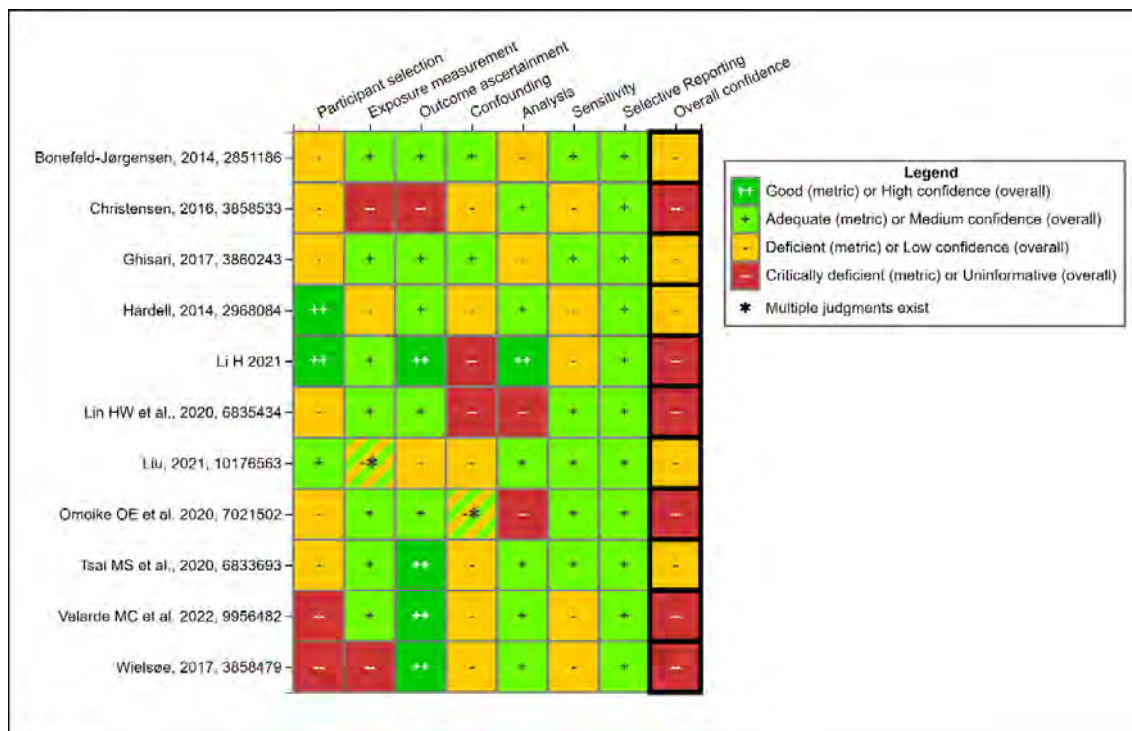 Participant selection
Exposure measurement
Outcome ascertainment
Confounding
Analysis
Sensitivity
Selective Reporting
Overall confidence
Bonefeld-Jørgensen, 2014, 2851186 - + + + - + + -
Christensen, 2016, 3858533 - -- -- - + - + --
Ghisari, 2017, 3860243 - + + + - + + -
Hardell, 2014, 2968084 ++ - + - + - + -
Li H 2021 ++ + ++ -- ++ - + --
Lin HW et al., 2020, 6835434 - + + -- -- + + --
Liu, 2021, 10176563 + -* - - + + + -
Omoike OE et al. 2020, 7021502 - + + -* -- + + --
Tsai MS et al., 2020, 6833693 - + ++ - + + + -
Velarde MC et al. 2022, 9956482 -- + ++ - + - + --
Wielsøe, 2017, 3858479 -- -- ++ - + - + --
Legend
++ Good (metric) or High confidence (overall)
+ Adequate (metric) or Medium confidence (overall)
- Deficient (metric) or Low confidence (overall)
-- Critically deficient (metric) or Uninformative (overall)
* Multiple judgments exist